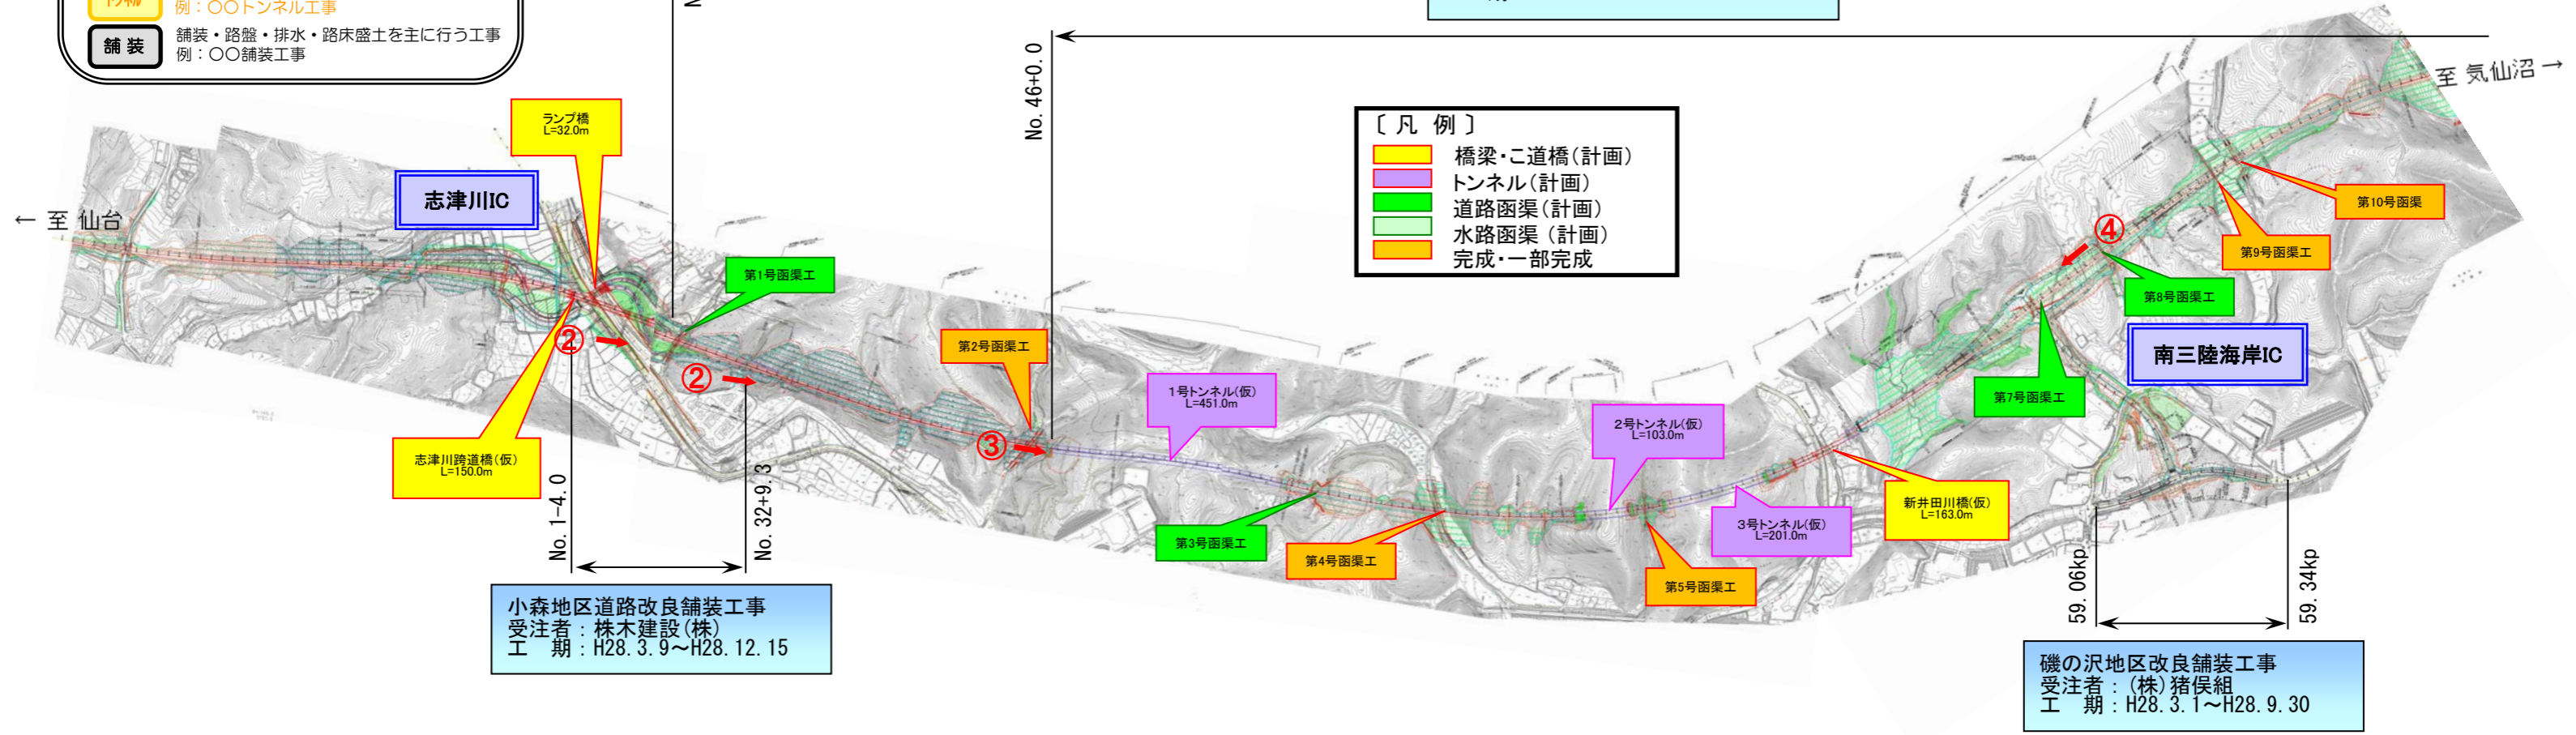 トンネル
例：〇〇トンネル工事
舗装
舗装・路盤・排水・路床盛土を主に行う工事
例：〇〇舗装工事
No. 46+0.0
至 気仙沼 →
〔 凡 例 〕
橋梁・こ道橋(計画)
トンネル(計画)
道路函渠(計画)
水路函渠 (計画)
完成・一部完成
ランプ橋
L=32.0m
志津川IC
← 至 仙台
第1号函渠工
第2号函渠工
②
②
③
④
1号トンネル(仮)
L=451.0m
2号トンネル(仮)
L=103.0m
3号トンネル(仮)
L=201.0m
第10号函渠
第9号函渠工
第8号函渠工
第7号函渠工
南三陸海岸IC
志津川跨道橋(仮)
L=150.0m
No. 1-4.0
No. 32+9.3
第3号函渠工
第4号函渠工
第5号函渠工
新井田川橋(仮)
L=163.0m
59.06kp
59.34kp
小森地区道路改良舗装工事
受注者：株木建設(株)
工　期：H28.3.9～H28.12.15
磯の沢地区改良舗装工事
受注者：(株)猪俣組
工　期：H28.3.1～H28.9.30